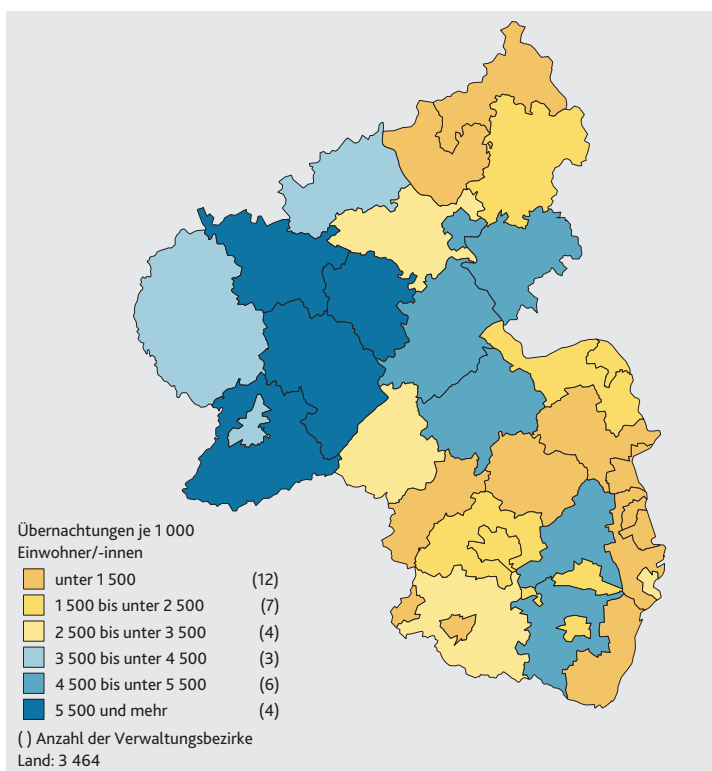 Übernachtungen je 1 000
Einwohner/-innen
unter 1 500 (12)
1 500 bis unter 2 500 (7)
2 500 bis unter 3 500 (4)
3 500 bis unter 4 500 (3)
4 500 bis unter 5 500 (6)
5 500 und mehr (4)
( ) Anzahl der Verwaltungsbezirke
Land: 3 464